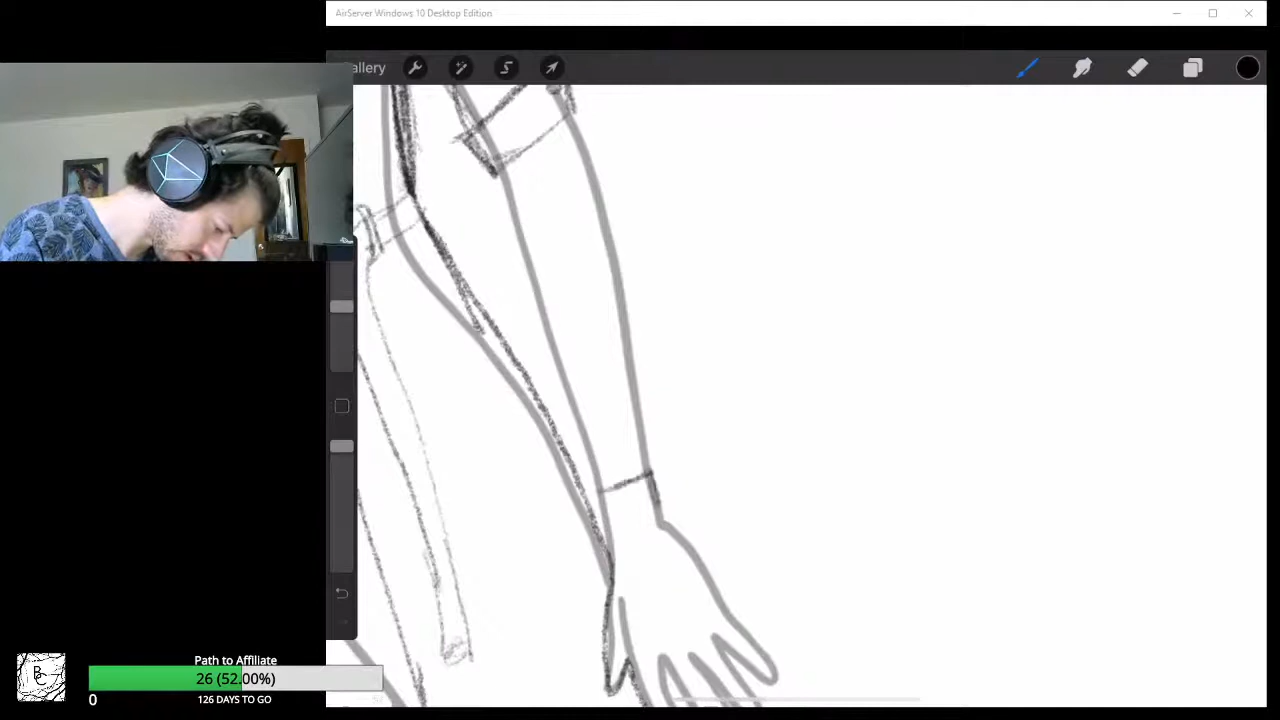 AirServer Windows 10 Desktop Edition
allery
Path to Affiliate
26 (52.00%)
0
126 DAYS TO GO